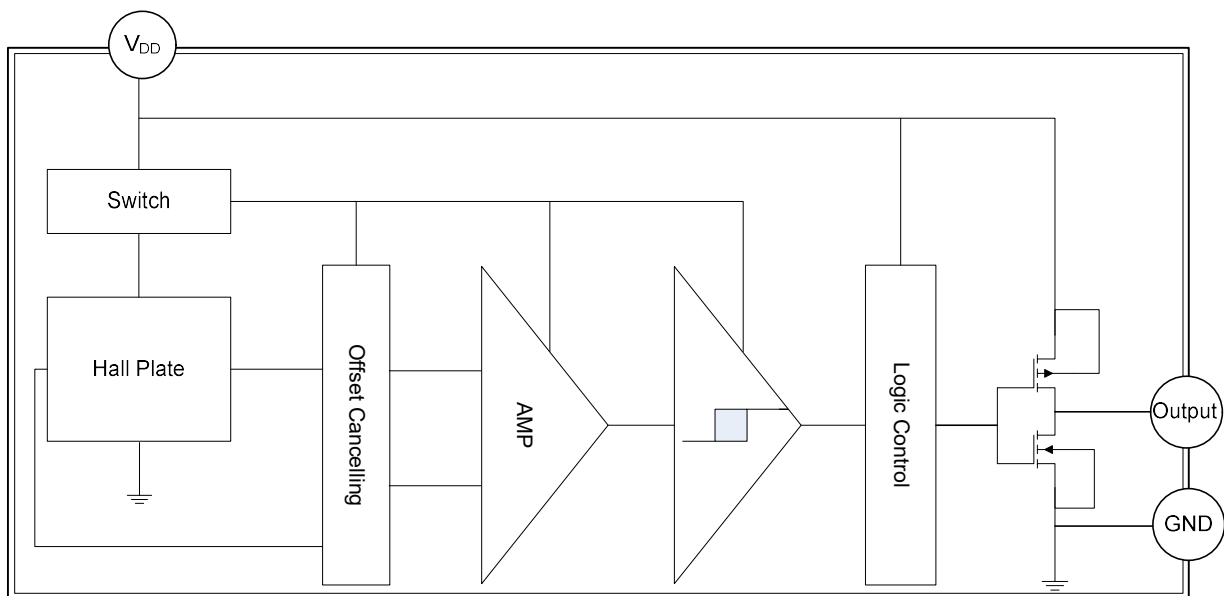 VDD
Switch
Hall Plate
Offset Cancelling
AMP
Logic Control
Output
GND